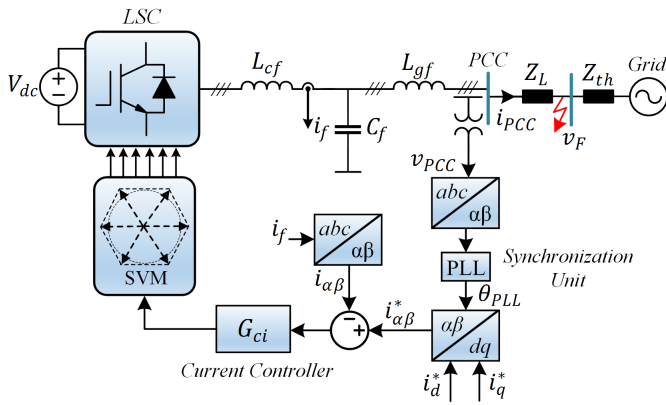 LSC
V_dc
L_cf
L_gf
PCC
Z_L
Z_th
Grid
i_f
C_f
i_PCC
v_F
v_PCC
abc
αβ
i_f
abc
αβ
SVM
PLL
Synchronization
Unit
i_αβ
θ_PLL
G_ci
i*_αβ
αβ
dq
Current Controller
i*_d
i*_q